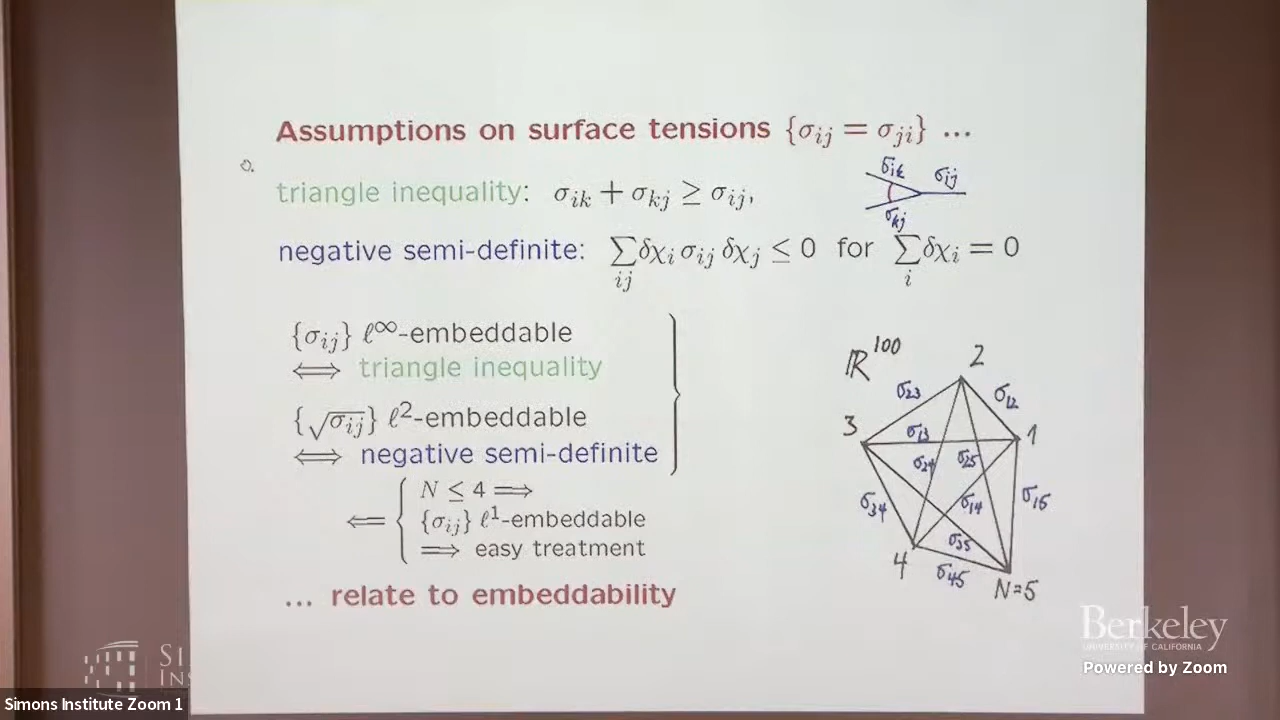 Assumptions on surface tensions {σij = σji} ...
triangle inequality: σik + σkj ≥ σij,
σik σij
σkj
negative semi-definite: ∑ij δχi σij δχj ≤ 0 for ∑i δχi = 0
{σij} ℓ∞-embeddable
⟺ triangle inequality
{√σij} ℓ2-embeddable
⟺ negative semi-definite
⟸ { N ≤ 4 ⟹
{σij} ℓ1-embeddable
⟹ easy treatment
... relate to embeddability
ℝ100
2
σ23 σ12
3 σ13 1
σ24 σ25
σ34 σ14 σ15
σ35
4 σ45 N=5
Berkeley
UNIVERSITY OF CALIFORNIA
Powered by Zoom
SI
INS
Simons Institute Zoom 1